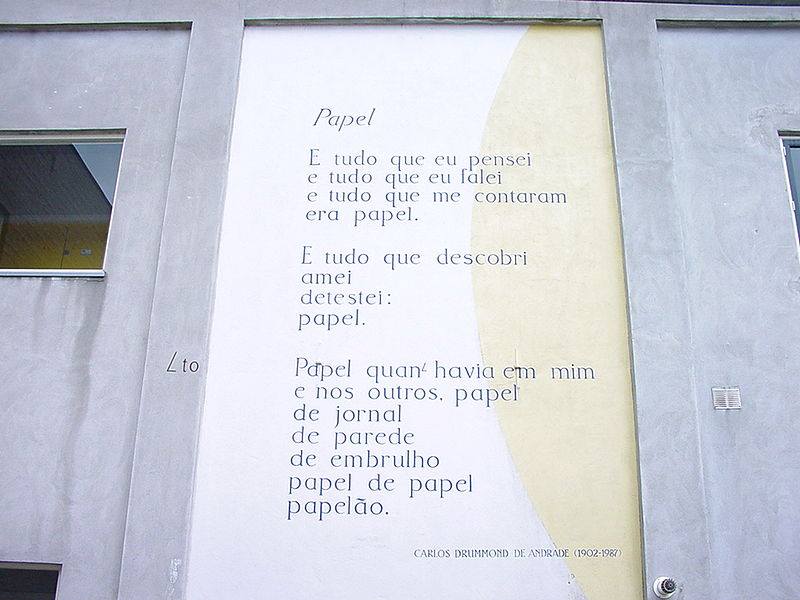 Papel
E tudo que eu pensei
e tudo que eu falei
e tudo que me contaram
era papel.
E tudo que descobri
amei
detestei:
papel.
Papel quan└ havia em mim
└to
e nos outros, papel
de jornal
de parede
de embrulho
papel de papel
papelão.
CARLOS DRUMMOND DE ANDRADE (1902-1987)